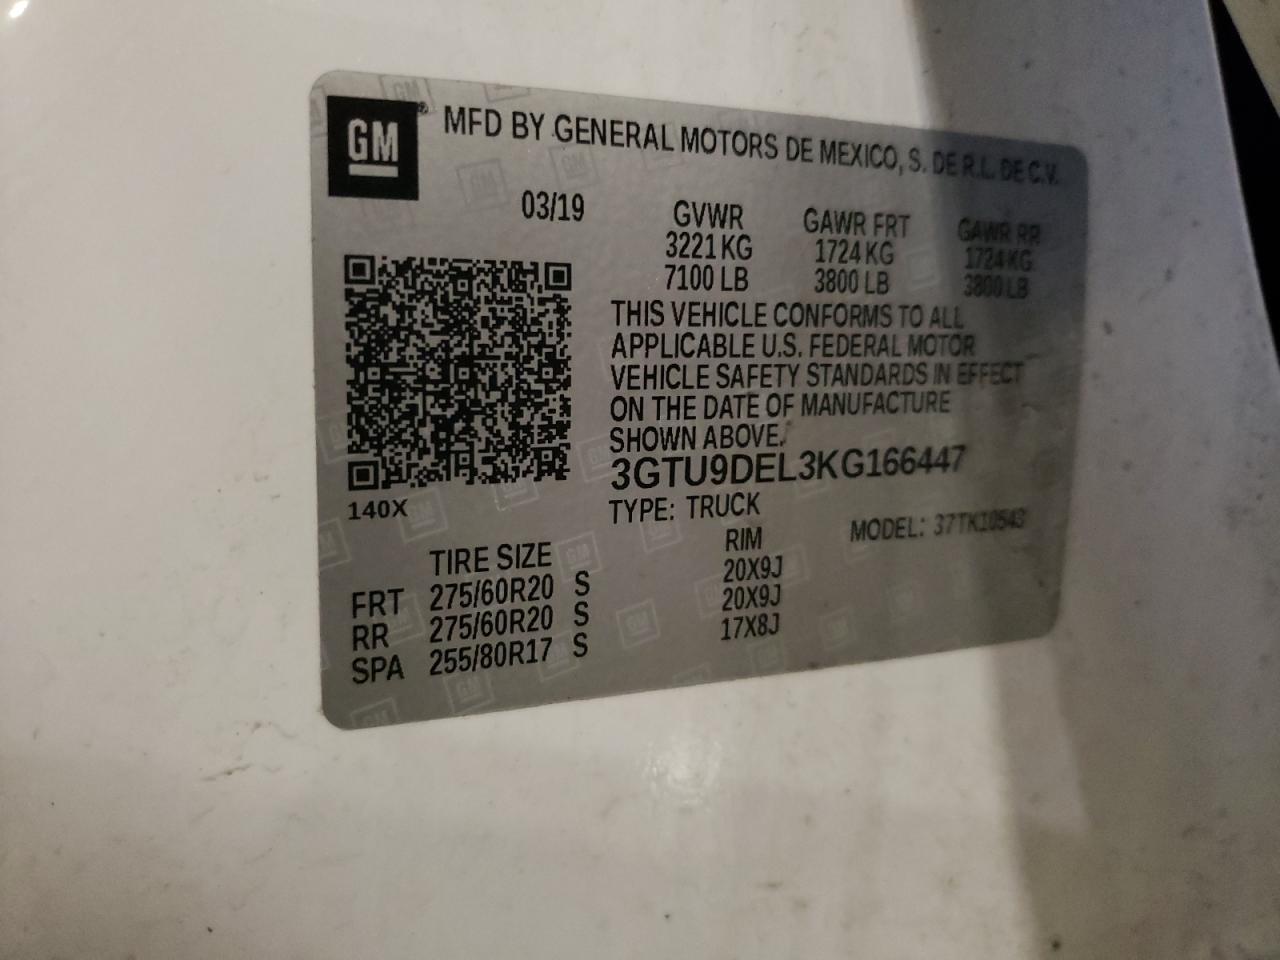 GM® MFD BY GENERAL MOTORS DE MEXICO, S. DE R.L. DE C.V.
03/19
GVWR GAWR FRT GAWR RR
3221 KG 1724 KG 1724 KG
7100 LB 3800 LB 3800 LB
THIS VEHICLE CONFORMS TO ALL
APPLICABLE U.S. FEDERAL MOTOR
VEHICLE SAFETY STANDARDS IN EFFECT
ON THE DATE OF MANUFACTURE
SHOWN ABOVE.
3GTU9DEL3KG166447
140X
TYPE: TRUCK
MODEL: 37TK10543
TIRE SIZE RIM
FRT 275/60R20 S 20X9J
RR 275/60R20 S 20X9J
SPA 255/80R17 S 17X8J